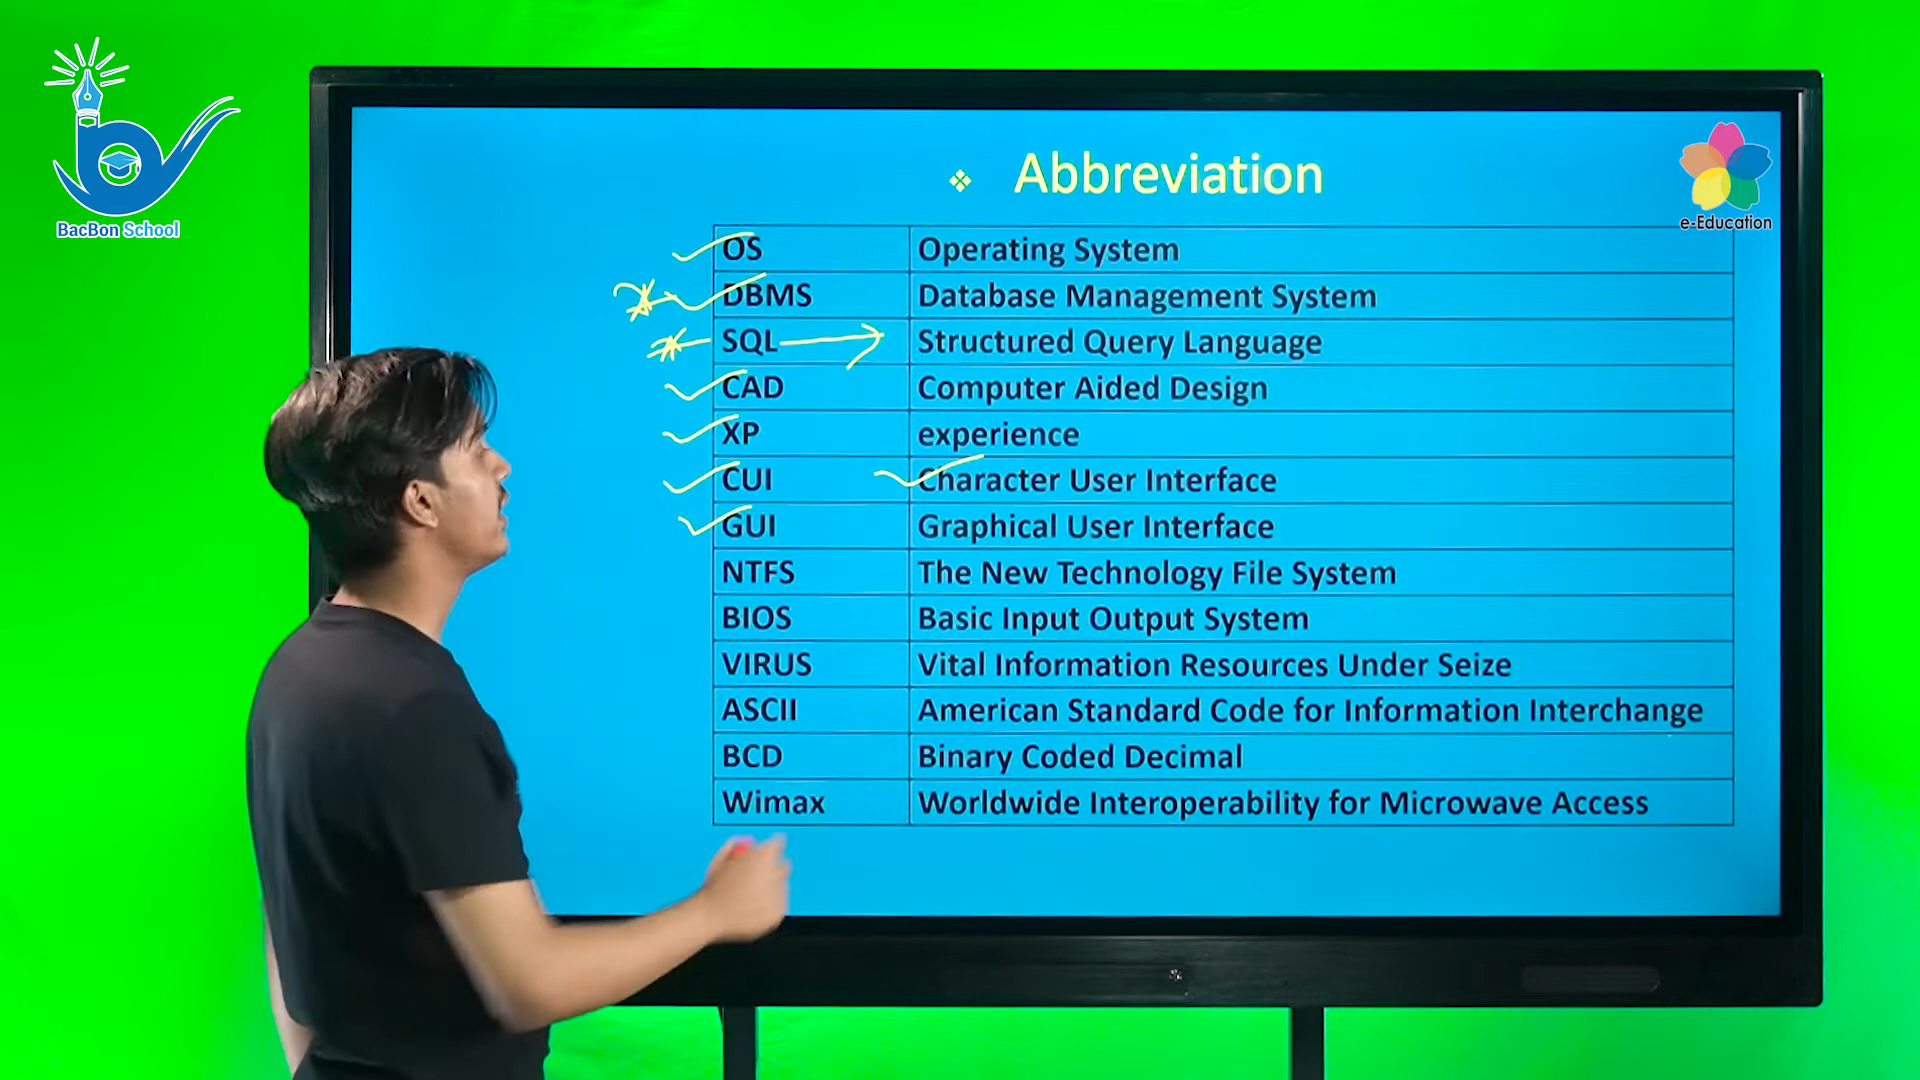 BacBon School
❖ Abbreviation
e-Education
OS Operating System
DBMS Database Management System
SQL Structured Query Language
CAD Computer Aided Design
XP experience
CUI Character User Interface
GUI Graphical User Interface
NTFS The New Technology File System
BIOS Basic Input Output System
VIRUS Vital Information Resources Under Seize
ASCII American Standard Code for Information Interchange
BCD Binary Coded Decimal
Wimax Worldwide Interoperability for Microwave Access